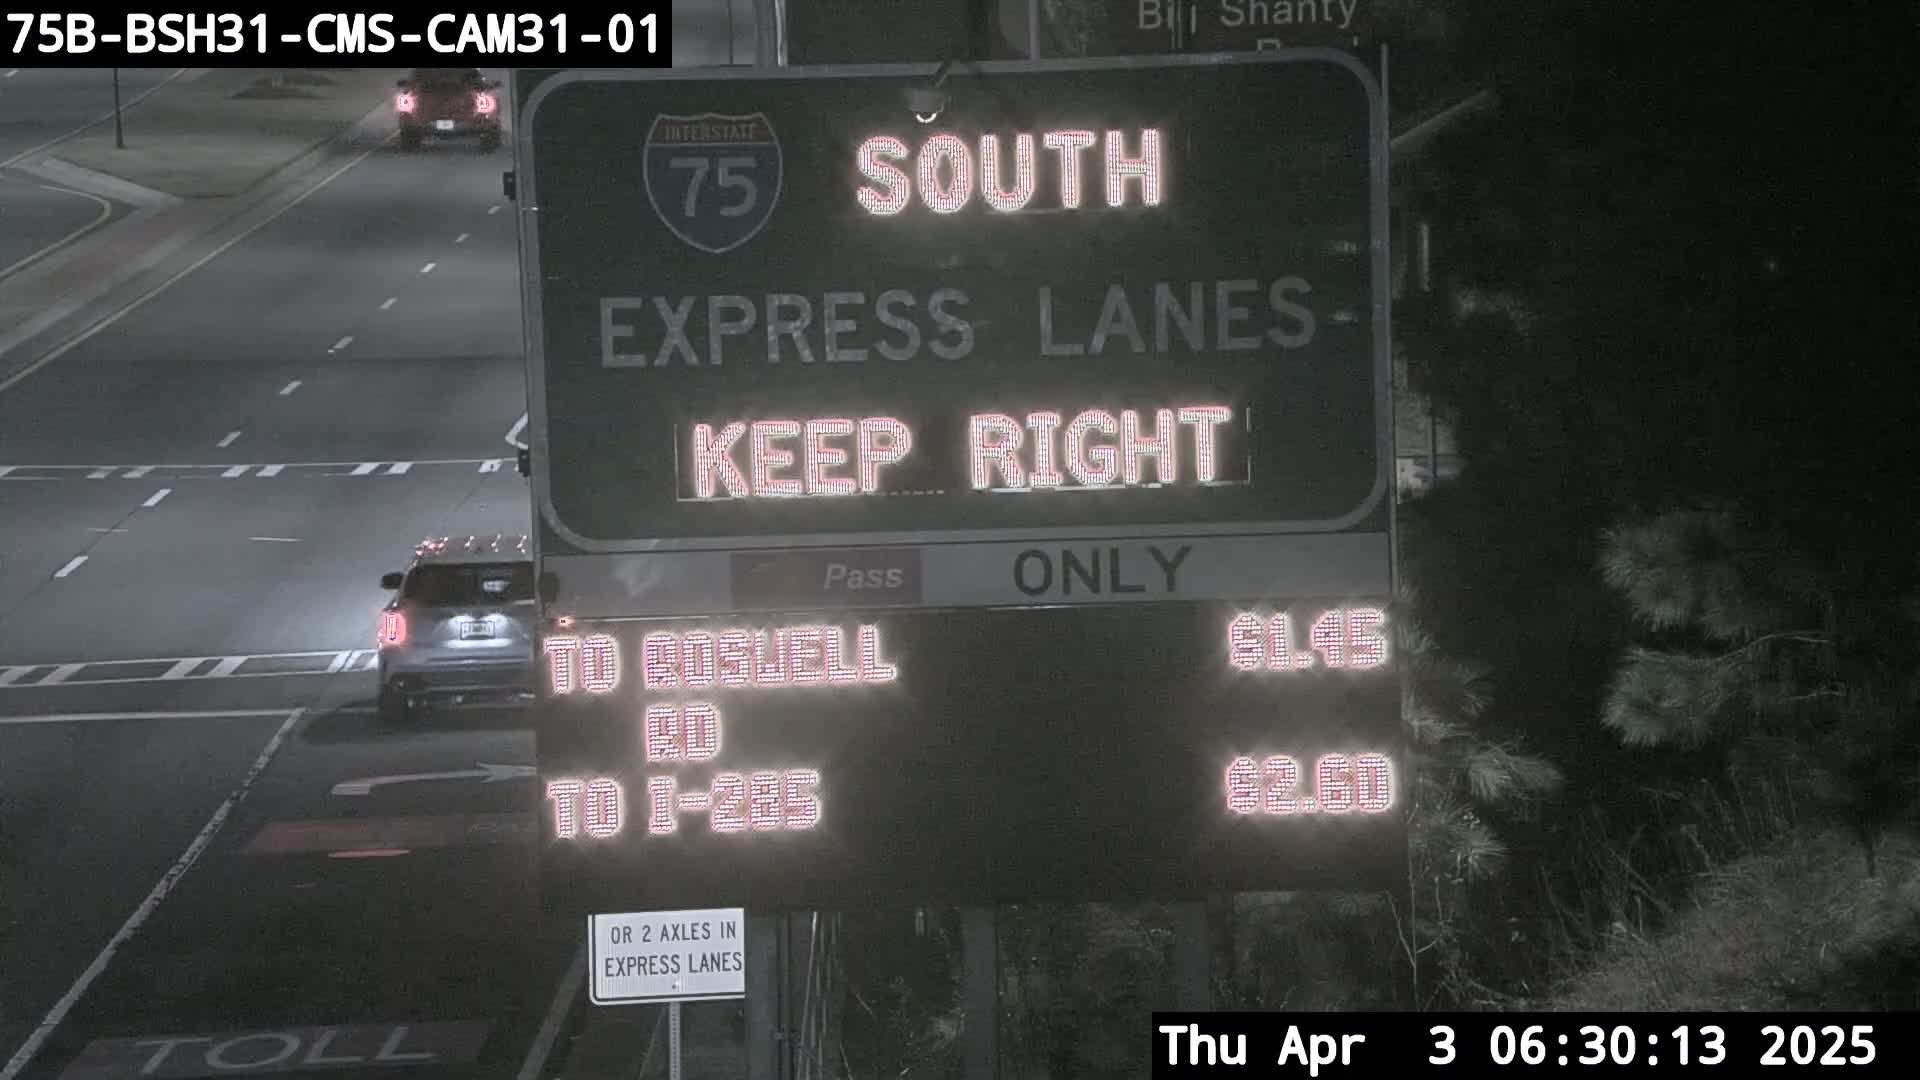 75B-BSH31-CMS-CAM31-01
Shanty
INTERSTATE
75
SOUTH
EXPRESS LANES
KEEP RIGHT
Pass ONLY
TO ROSWELL $1.45
RD
TO I-285 $2.60
OR 2 AXLES IN
EXPRESS LANES
TOLL
Thu Apr 3 06:30:13 2025